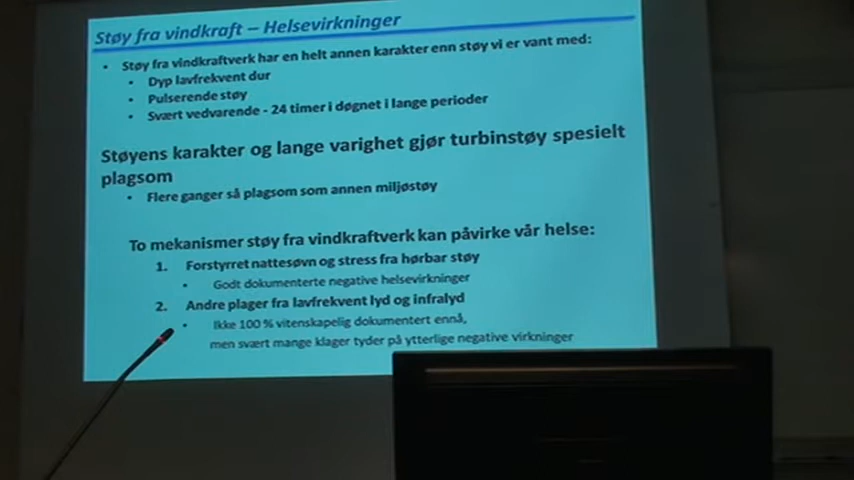 Støy fra vindkraft – Helsevirkninger
• Støy fra vindkraftverk har en helt annen karakter enn støy vi er vant med:
• Dyp lavfrekvent dur
• Pulserende støy
• Svært vedvarende - 24 timer i døgnet i lange perioder
Støyens karakter og lange varighet gjør turbinstøy spesielt
plagsom
• Flere ganger så plagsom som annen miljøstøy
To mekanismer støy fra vindkraftverk kan påvirke vår helse:
1. Forstyrret nattesøvn og stress fra hørbar støy
• Godt dokumenterte negative helsevirkninger
2. Andre plager fra lavfrekvent lyd og infralyd
• Ikke 100 % vitenskapelig dokumentert ennå,
men svært mange klager tyder på ytterlige negative virkninger